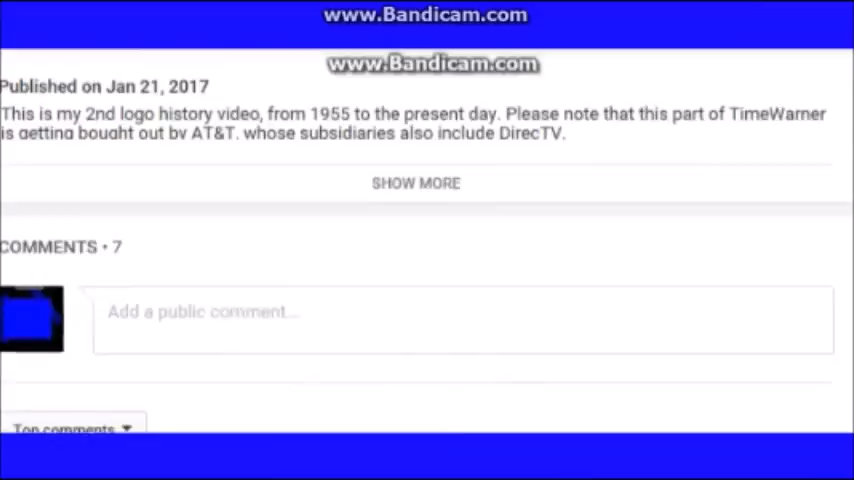 www.Bandicam.com
www.Bandicam.com
Published on Jan 21, 2017
This is my 2nd logo history video, from 1955 to the present day. Please note that this part of TimeWarner
is getting bought out by AT&T, whose subsidiaries also include DirecTV.
SHOW MORE
COMMENTS • 7
Add a public comment...
Top comments